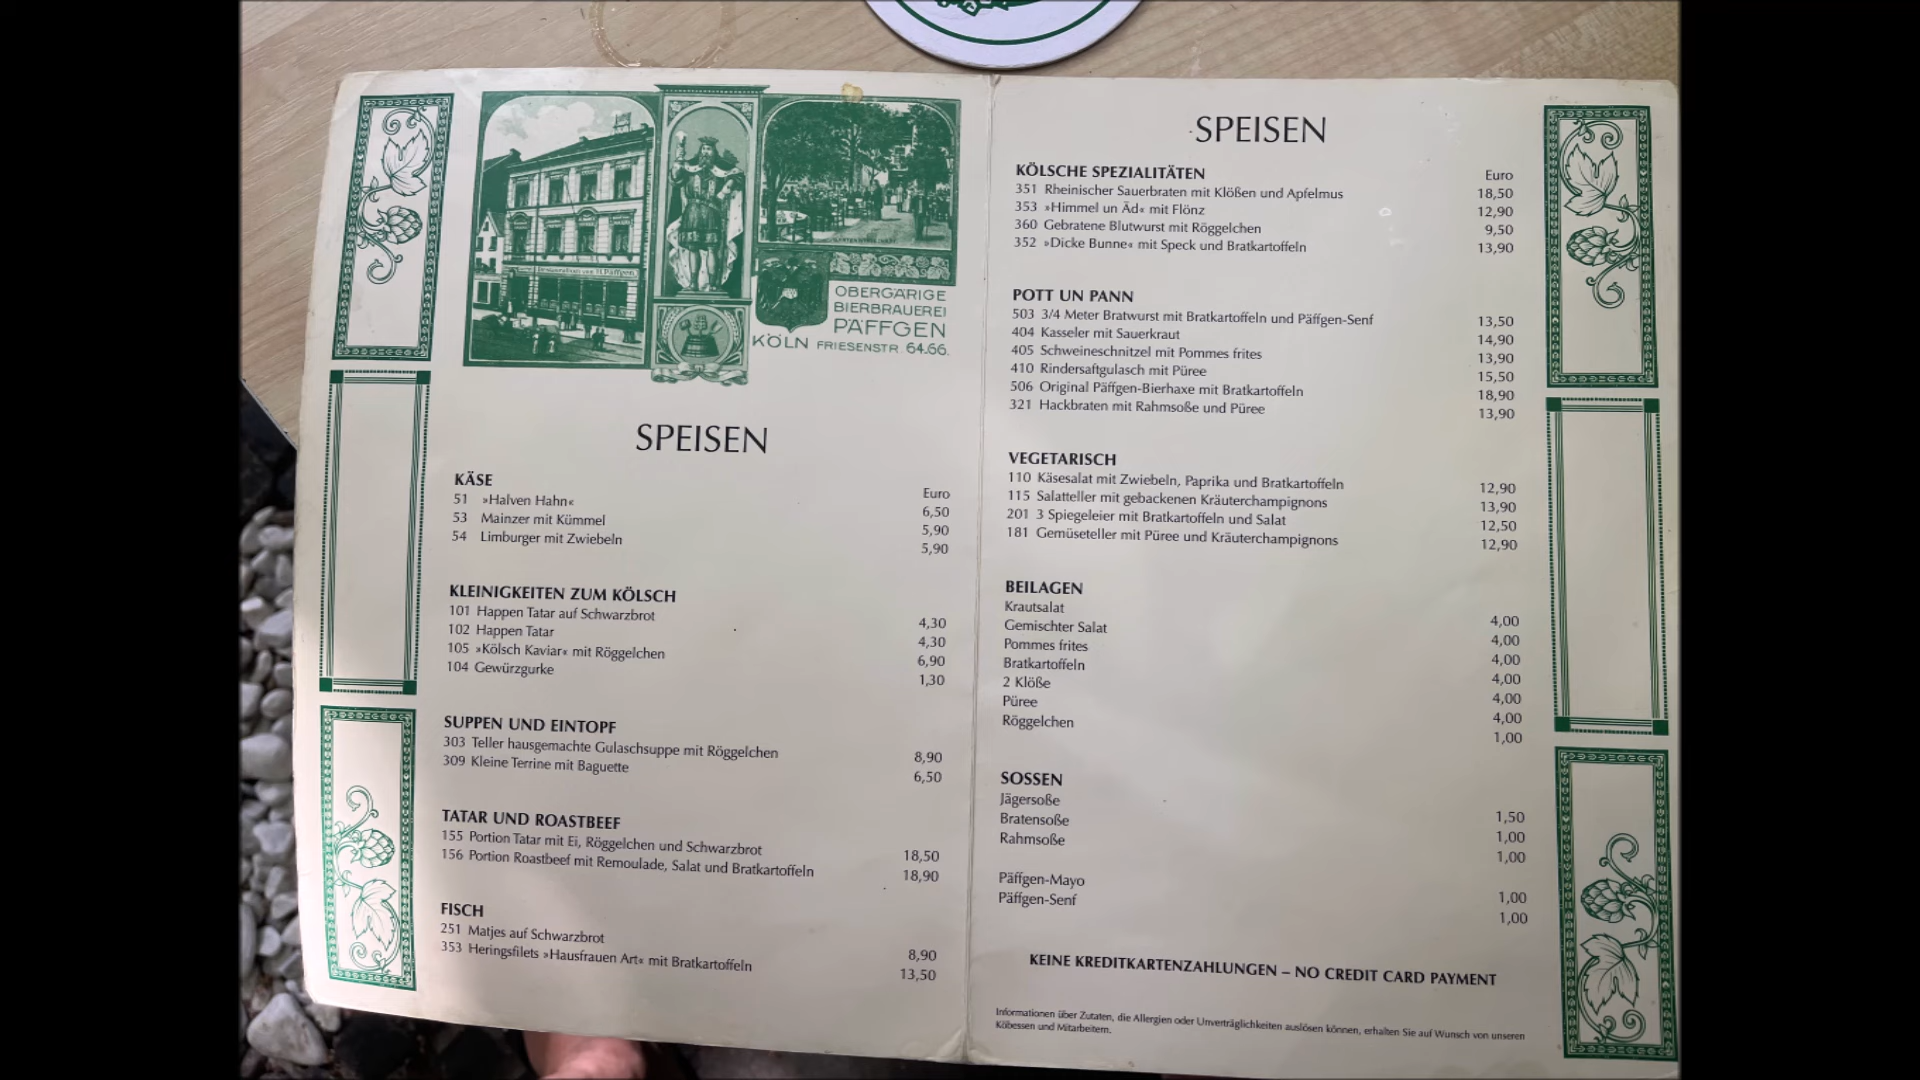 Restauration von H. Päffgen
OBERGÄRIGE
BIERBRAUEREI
PÄFFGEN
KÖLN FRIESENSTR. 64.66.
SPEISEN
KÄSE
Euro
51 »Halven Hahn« 6,50
53 Mainzer mit Kümmel 5,90
54 Limburger mit Zwiebeln 5,90
KLEINIGKEITEN ZUM KÖLSCH
101 Happen Tatar auf Schwarzbrot 4,30
102 Happen Tatar 4,30
105 »Kölsch Kaviar« mit Röggelchen 6,90
104 Gewürzgurke 1,30
SUPPEN UND EINTOPF
303 Teller hausgemachte Gulaschsuppe mit Röggelchen 8,90
309 Kleine Terrine mit Baguette 6,50
TATAR UND ROASTBEEF
155 Portion Tatar mit Ei, Röggelchen und Schwarzbrot 18,50
156 Portion Roastbeef mit Remoulade, Salat und Bratkartoffeln 18,90
FISCH
251 Matjes auf Schwarzbrot 8,90
353 Heringsfilets »Hausfrauen Art« mit Bratkartoffeln 13,50
SPEISEN
KÖLSCHE SPEZIALITÄTEN Euro
351 Rheinischer Sauerbraten mit Klößen und Apfelmus 18,50
353 »Himmel un Äd« mit Flönz 12,90
360 Gebratene Blutwurst mit Röggelchen 9,50
352 »Dicke Bunne« mit Speck und Bratkartoffeln 13,90
POTT UN PANN
503 3/4 Meter Bratwurst mit Bratkartoffeln und Päffgen-Senf 13,50
404 Kasseler mit Sauerkraut 14,90
405 Schweineschnitzel mit Pommes frites 13,90
410 Rindersaftgulasch mit Püree 15,50
506 Original Päffgen-Bierhaxe mit Bratkartoffeln 18,90
321 Hackbraten mit Rahmsoße und Püree 13,90
VEGETARISCH
110 Käsesalat mit Zwiebeln, Paprika und Bratkartoffeln 12,90
115 Salatteller mit gebackenen Kräuterchampignons 13,90
201 3 Spiegeleier mit Bratkartoffeln und Salat 12,50
181 Gemüseteller mit Püree und Kräuterchampignons 12,90
BEILAGEN
Krautsalat 4,00
Gemischter Salat 4,00
Pommes frites 4,00
Bratkartoffeln 4,00
2 Klöße 4,00
Püree 4,00
Röggelchen 1,00
SOSSEN
Jägersoße 1,50
Bratensoße 1,00
Rahmsoße 1,00
Päffgen-Mayo 1,00
Päffgen-Senf 1,00
KEINE KREDITKARTENZAHLUNGEN – NO CREDIT CARD PAYMENT
Informationen über Zutaten, die Allergien oder Unverträglichkeiten auslösen können, erhalten Sie auf Wunsch von unseren
Köbessen und Mitarbeitern.